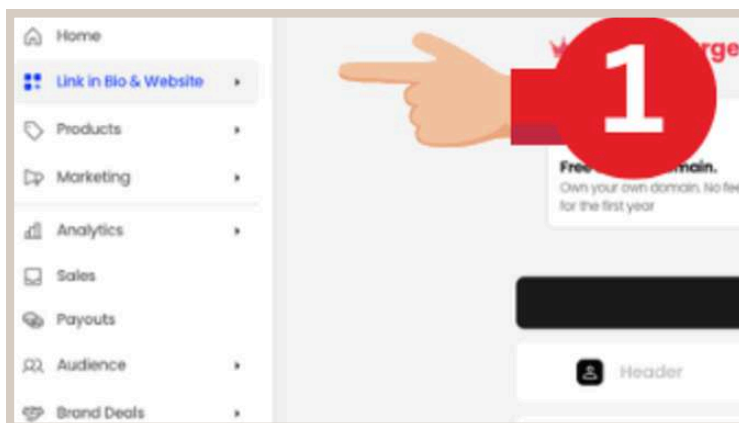 Home
Link in Bio & Website
Products
Marketing
Analytics
Sales
Payouts
Audience
Brand Deals
1
main.
Own your own domain. No fee
for the first year
Header